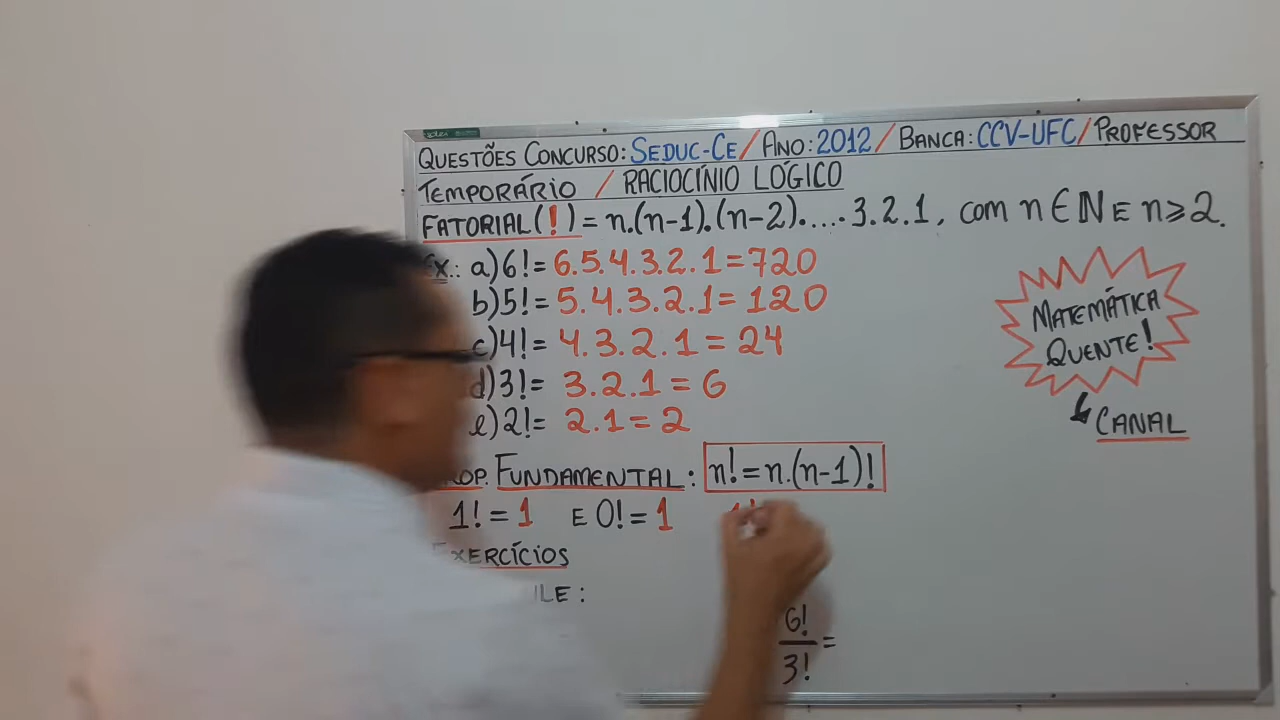 QUESTÕES CONCURSO: SEDUC-CE/ANO:2012/BANCA:CCV-UFC/PROFESSOR
TEMPORÁRIO / RACIOCÍNIO LÓGICO
FATORIAL(!)=n.(n-1).(n-2).....3.2.1, com n∈ℕ E n⩾2.
EX.: a)6!=6.5.4.3.2.1=720
b)5!=5.4.3.2.1=120
c)4!=4.3.2.1=24
d)3!=3.2.1=6
e)2!=2.1=2
MATEMÁTICA
QUENTE!
CANAL
FUNDAMENTAL: n!=n.(n-1)!
1!=1 E 0!=1
EXERCÍCIOS
6!
3! =